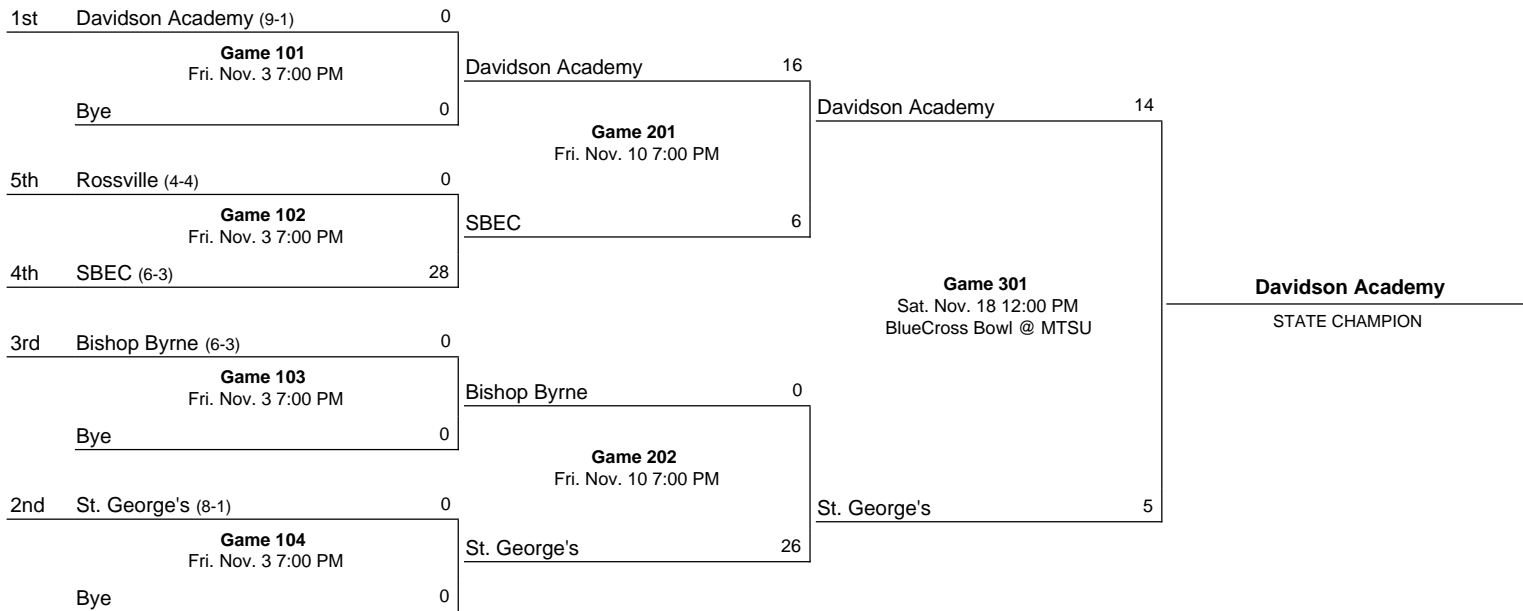 1st Davidson Academy (9-1) 0
Game 101
Fri. Nov. 3 7:00 PM
Bye 0
5th Rossville (4-4) 0
Game 102
Fri. Nov. 3 7:00 PM
4th SBEC (6-3) 28
3rd Bishop Byrne (6-3) 0
Game 103
Fri. Nov. 3 7:00 PM
Bye 0
2nd St. George's (8-1) 0
Game 104
Fri. Nov. 3 7:00 PM
Bye 0
Davidson Academy 16
Game 201
Fri. Nov. 10 7:00 PM
SBEC 6
Bishop Byrne 0
Game 202
Fri. Nov. 10 7:00 PM
St. George's 26
Davidson Academy 14
Game 301
Sat. Nov. 18 12:00 PM
BlueCross Bowl @ MTSU
St. George's 5
Davidson Academy
STATE CHAMPION